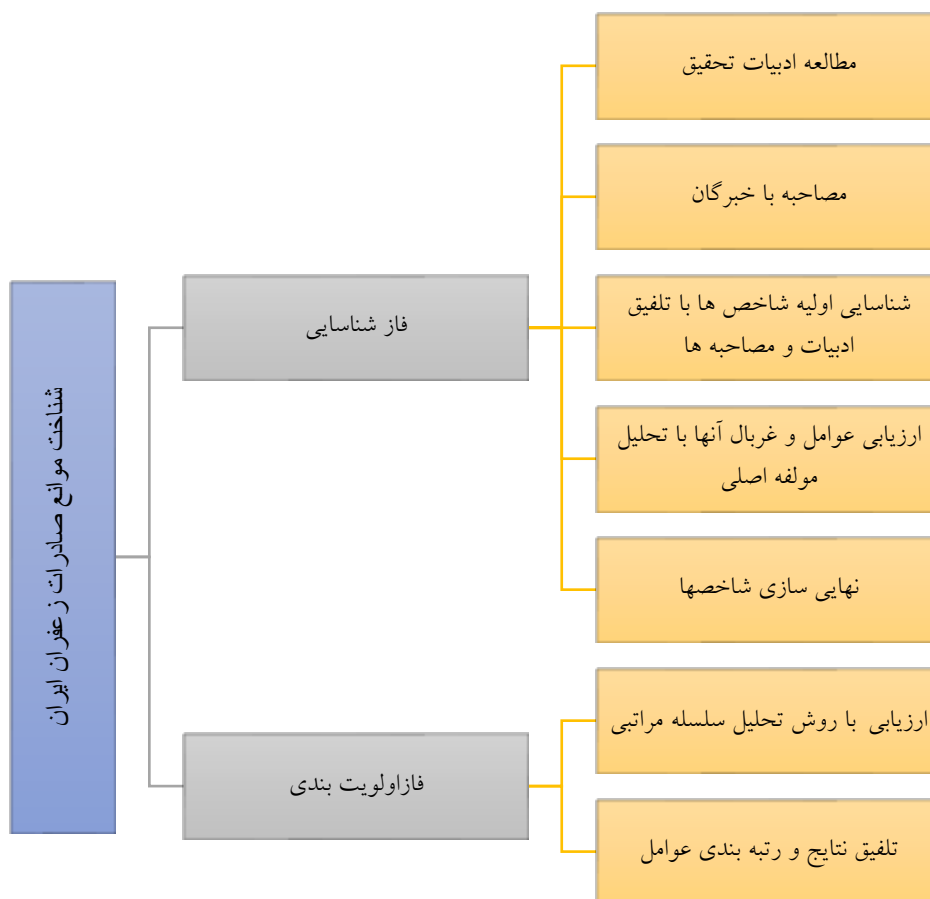 شناخت موانع صادرات زعفران ایران
فاز شناسایی
مطالعه ادبیات تحقیق
مصاحبه با خبرگان
شناسایی اولیه شاخص ها با تلفیق
ادبیات و مصاحبه ها
ارزیابی عوامل و غربال آنها با تحلیل
مولفه اصلی
نهایی سازی شاخصها
فازاولویت بندی
ارزیابی با روش تحلیل سلسله مراتبی
تلفیق نتایج و رتبه بندی عوامل